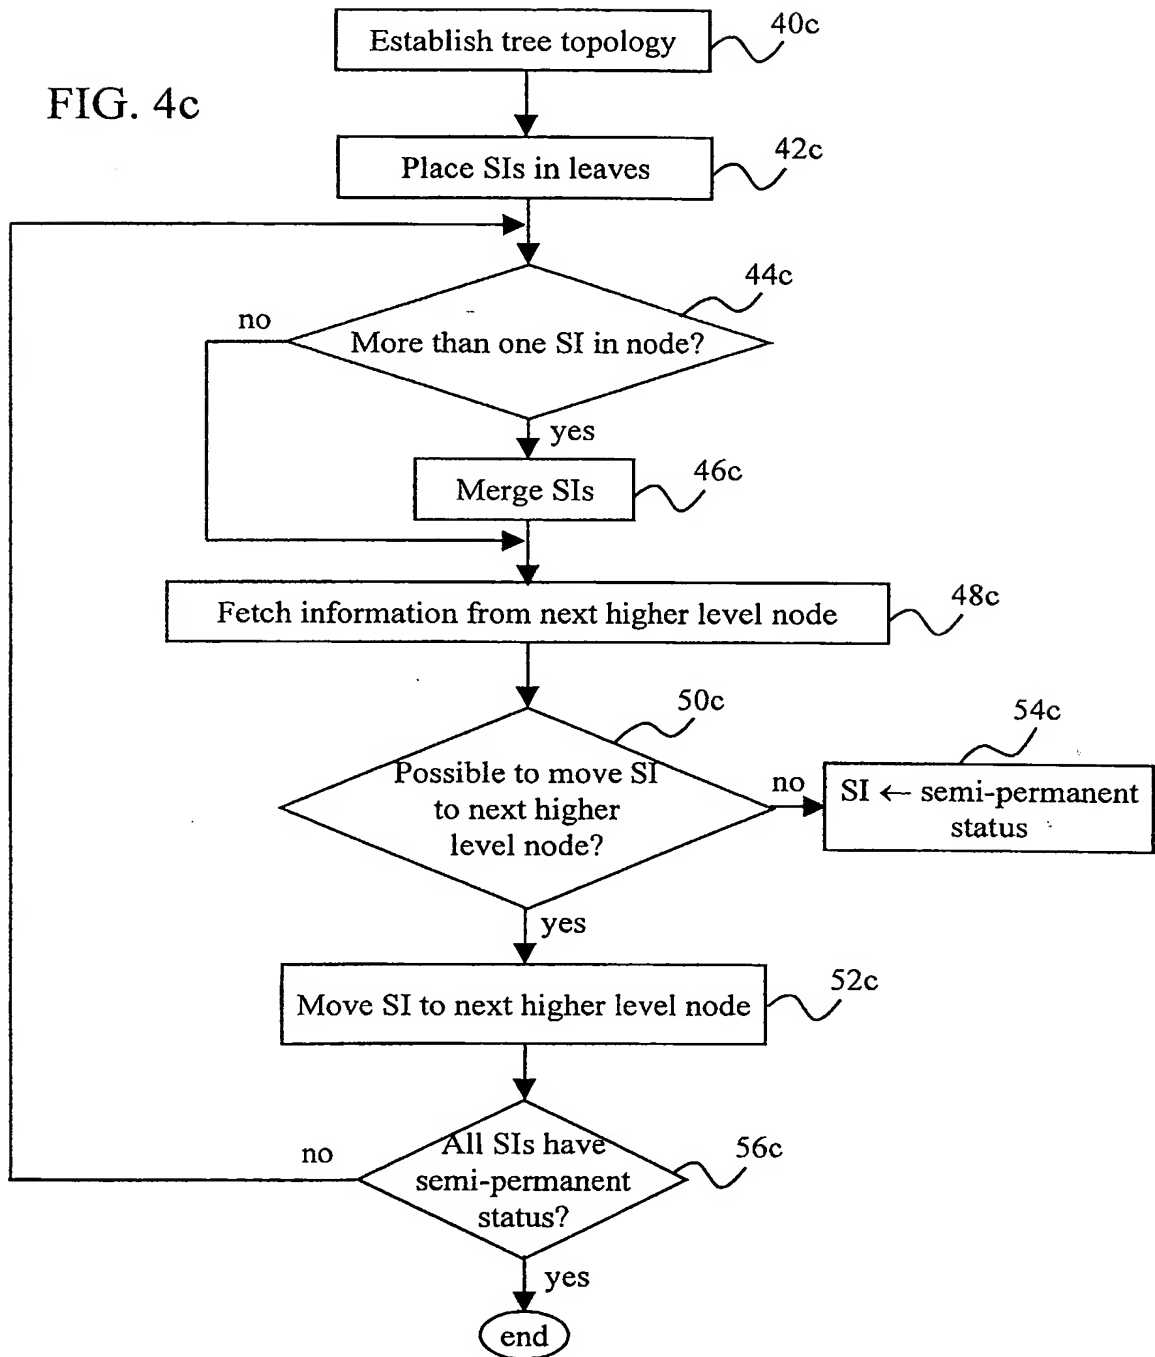 Establish tree topology
40c
FIG. 4c
Place SIs in leaves
42c
44c
no
More than one SI in node?
yes
46c
Merge SIs
Fetch information from next higher level node
48c
50c
54c
Possible to move SI
to next higher
level node?
no
SI ← semi-permanent
status
yes
52c
Move SI to next higher level node
no
All SIs have
semi-permanent
status?
56c
yes
end